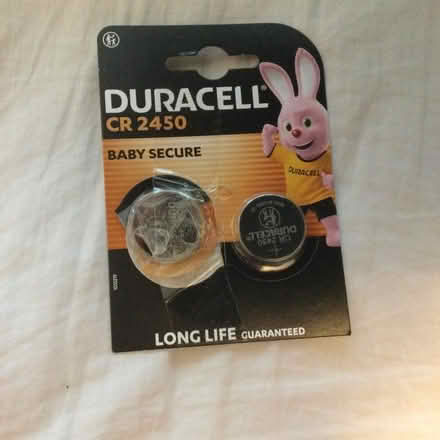 DURACELL
CR 2450
BABY SECURE
DURACELL
DURACELL
CR 2450
LONG LIFE GUARANTEED